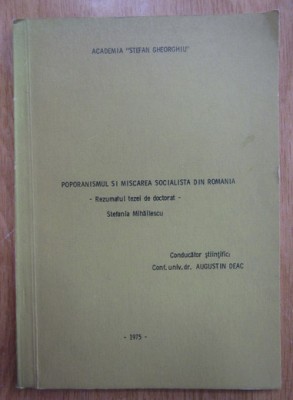 ACADEMIA "STEFAN GHEORGHIU"
POPORANISMUL SI MISCAREA SOCIALISTA DIN ROMANIA
- Rezumatul tezei de doctorat -
Stefania Mihăilescu
Conducător ştiinţific:
Conf.univ.dr. AUGUSTIN DEAC
- 1975 -